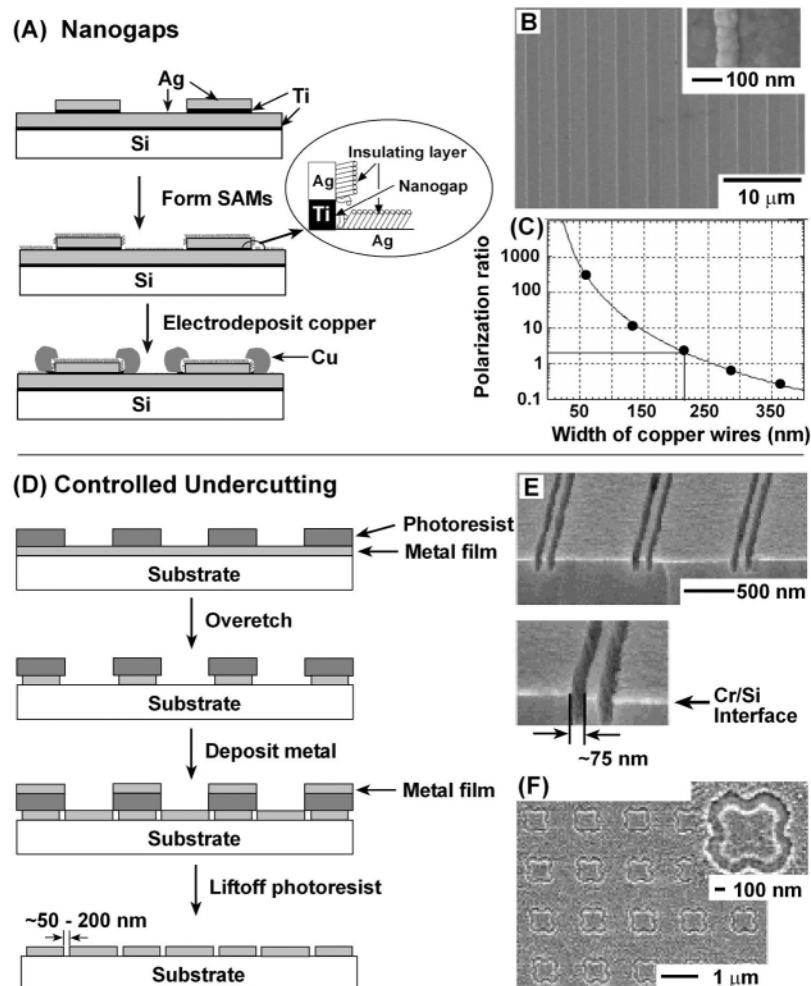 (A) Nanogaps
Ag
Ti
Si
Form SAMs
Insulating layer
Ag
Nanogap
Ti
Ag
Si
Electrodeposit copper
Cu
Si
B
100 nm
10 μm
(C)
Polarization ratio
1000
100
10
1
0.1
50 150 250 350
Width of copper wires (nm)
(D) Controlled Undercutting
Photoresist
Metal film
Substrate
Overetch
Substrate
Deposit metal
Metal film
Substrate
Liftoff photoresist
~50 - 200 nm
Substrate
E
500 nm
Cr/Si
Interface
~75 nm
(F)
100 nm
1 μm